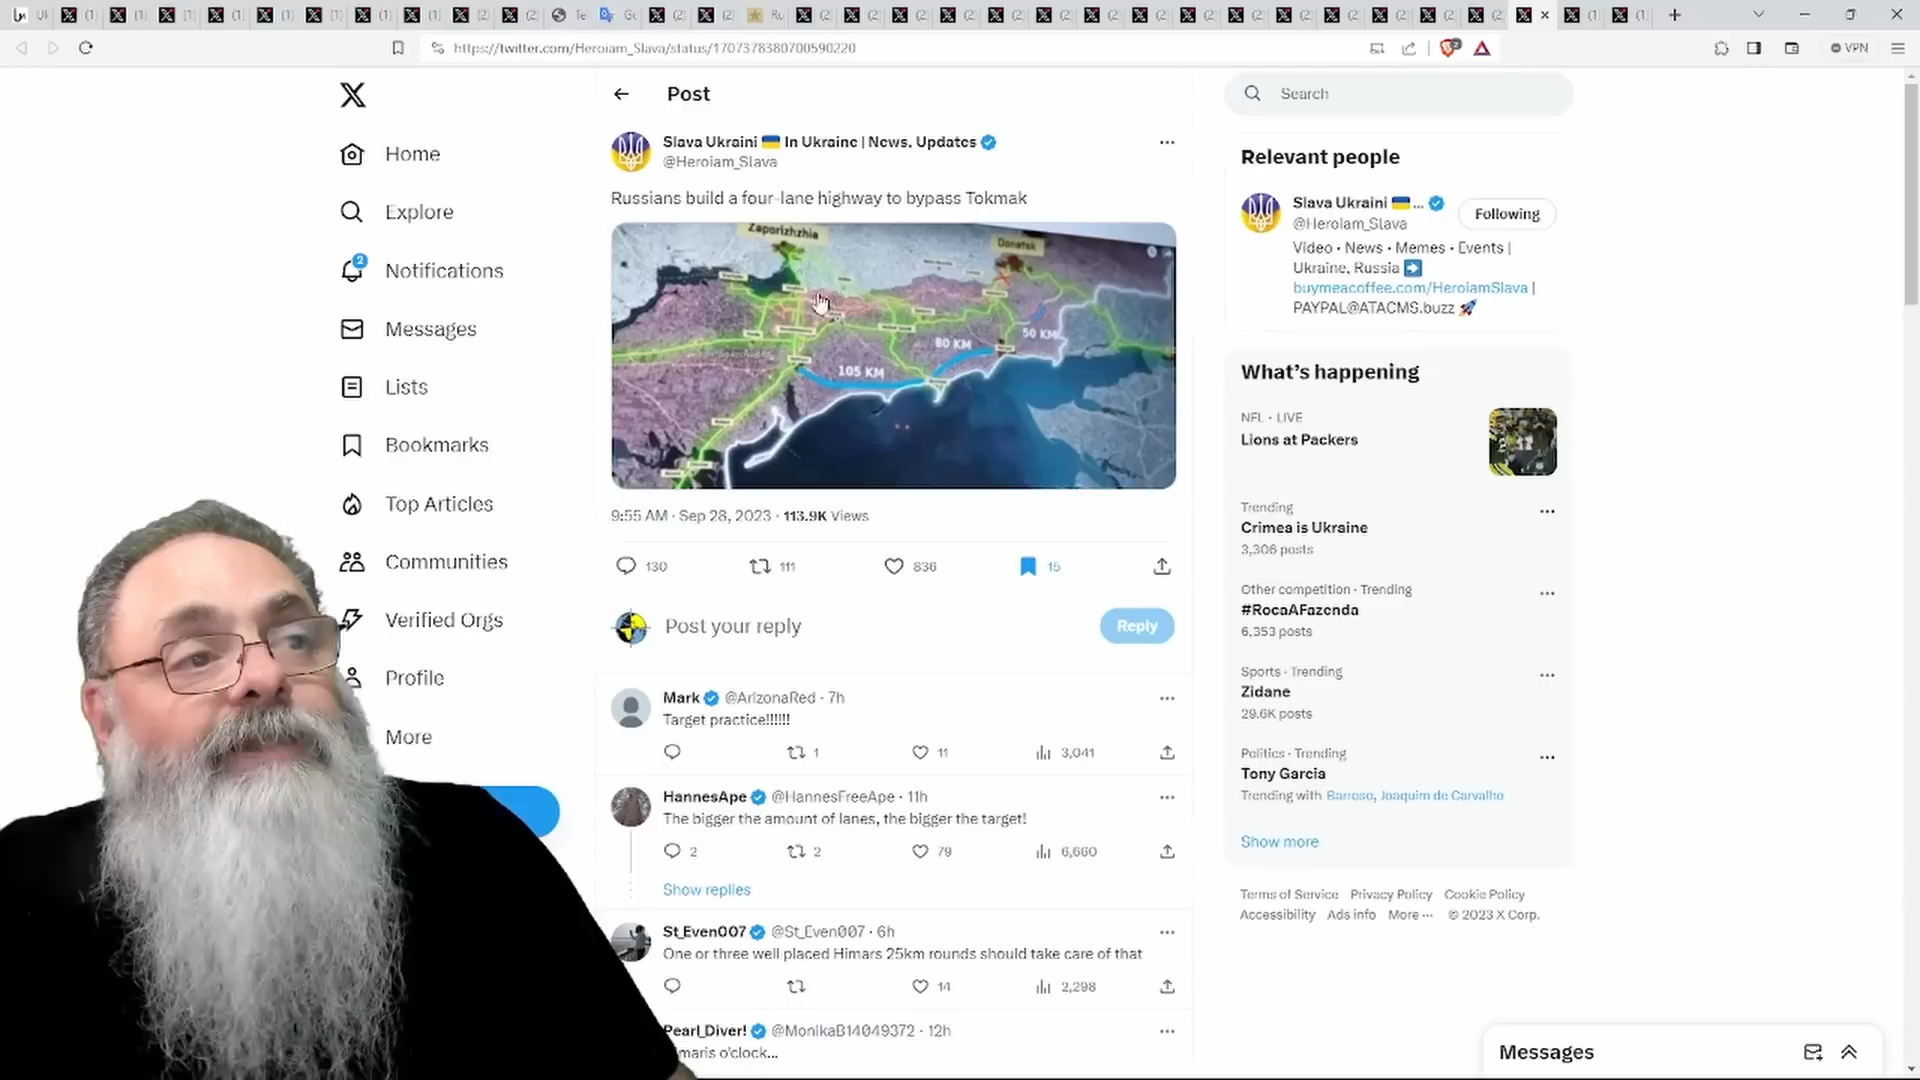 https://twitter.com/Heroiam_Slava/status/1707378380700590220
VPN
Post
Search
Home
Explore
2
Notifications
Messages
Lists
Bookmarks
Top Articles
Communities
Verified Orgs
Profile
More
Slava Ukraini In Ukraine | News, Updates
@Heroiam_Slava
Russians build a four-lane highway to bypass Tokmak
Zaporizhzhia
Donetsk
50 KM
80 KM
105 KM
9:55 AM · Sep 28, 2023 · 113.9K Views
130
111
836
15
Post your reply
Reply
Mark @ArizonaRed · 7h
Target practice!!!!!!
1
11
3,041
HannesApe @HannesFreeApe · 11h
The bigger the amount of lanes, the bigger the target!
2
2
79
6,660
Show replies
St_Even007 @St_Even007 · 6h
One or three well placed Himars 25km rounds should take care of that
14
2,298
Pearl_Diver! @MonikaB14049372 · 12h
maris o'clock...
Relevant people
Slava Ukraini ...
Following
@Heroiam_Slava
Video · News · Memes · Events |
Ukraine, Russia
buymeacoffee.com/HeroiamSlava |
PAYPAL@ATACMS.buzz
What's happening
NFL · LIVE
Lions at Packers
Trending
Crimea is Ukraine
3,306 posts
Other competition · Trending
#RocaAFazenda
6,353 posts
Sports · Trending
Zidane
29.6K posts
Politics · Trending
Tony Garcia
Trending with Barroso, Joaquim de Carvalho
Show more
Terms of Service Privacy Policy Cookie Policy
Accessibility Ads info More ··· © 2023 X Corp.
Messages